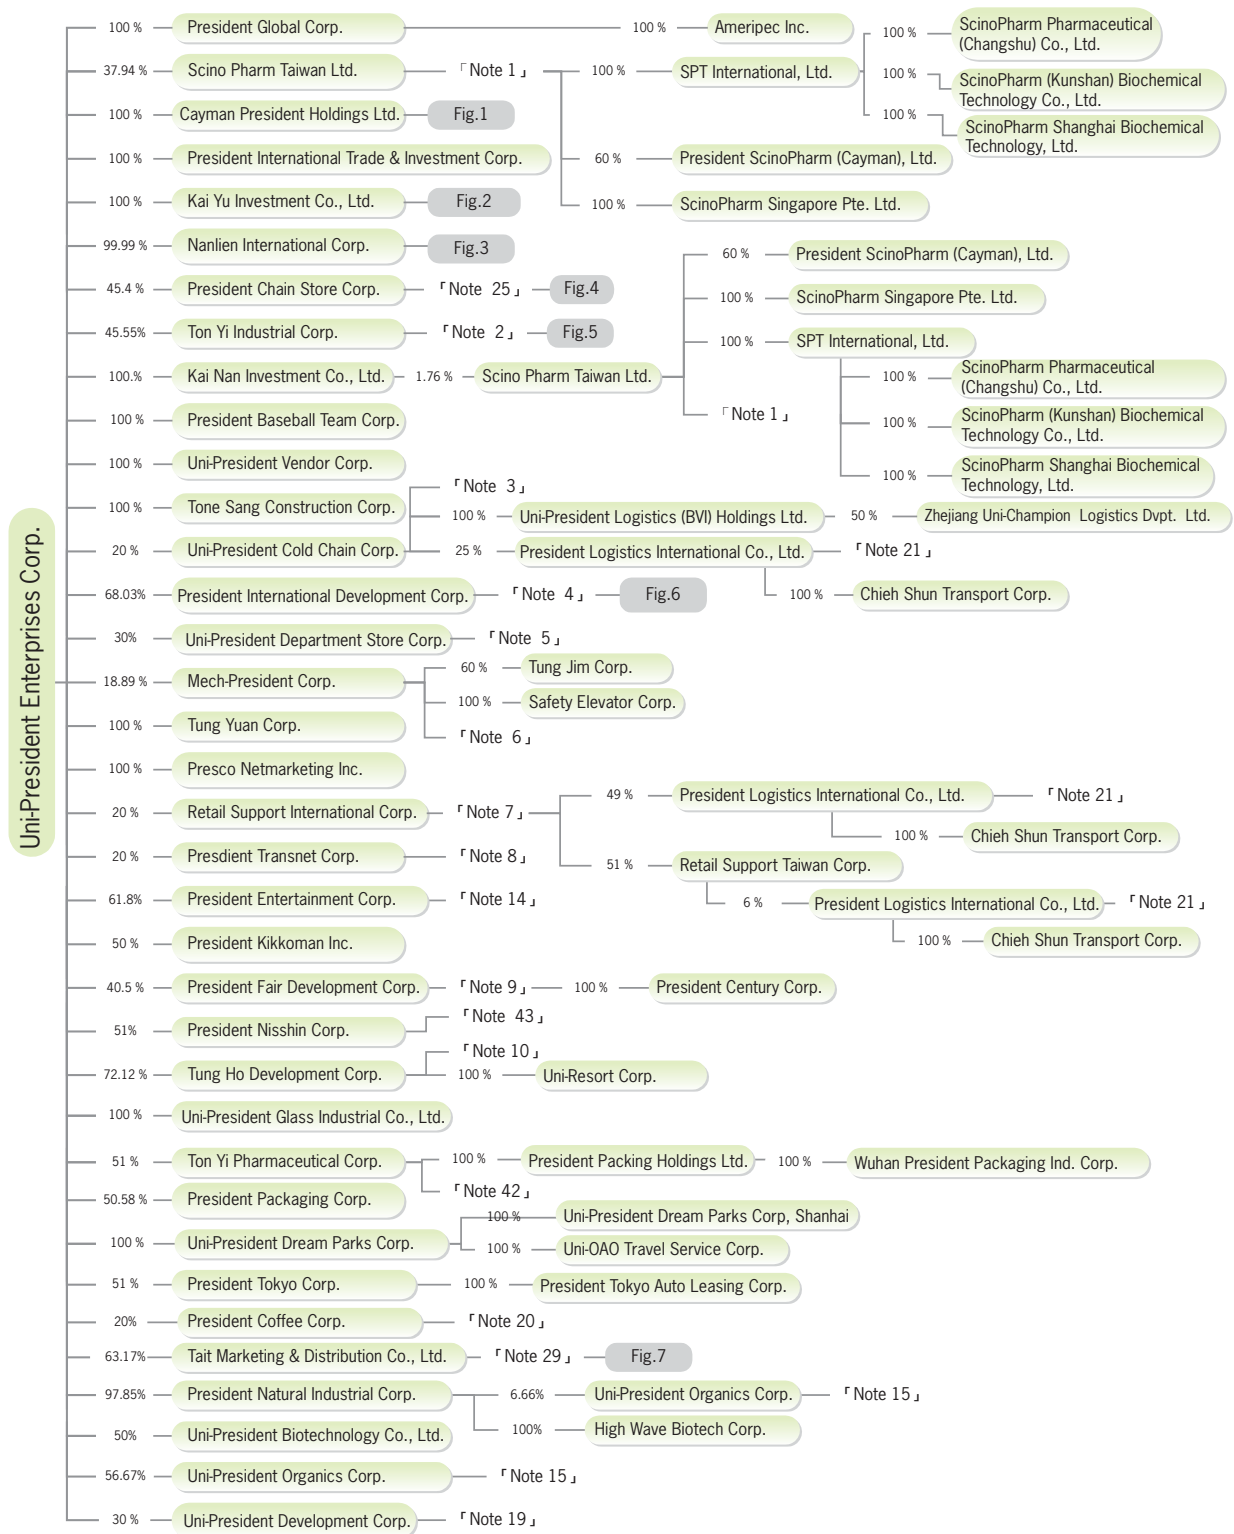 Uni-President Enterprises Corp.
100 % President Global Corp. 100 % Ameripec Inc.
37.94 % Scino Pharm Taiwan Ltd. 「Note 1」 100 % SPT International, Ltd.
100 % ScinoPharm Pharmaceutical
(Changshu) Co., Ltd.
100 % ScinoPharm (Kunshan) Biochemical
Technology Co., Ltd.
100 % ScinoPharm Shanghai Biochemical
Technology, Ltd.
60 % President ScinoPharm (Cayman), Ltd.
100 % ScinoPharm Singapore Pte. Ltd.
100 % Cayman President Holdings Ltd. Fig.1
100 % President International Trade & Investment Corp.
100 % Kai Yu Investment Co., Ltd. Fig.2
99.99 % Nanlien International Corp. Fig.3
45.4 % President Chain Store Corp. 「Note 25」 Fig.4
45.55% Ton Yi Industrial Corp. 「Note 2」 Fig.5
100.% Kai Nan Investment Co., Ltd. 1.76 % Scino Pharm Taiwan Ltd.
60 % President ScinoPharm (Cayman), Ltd.
100 % ScinoPharm Singapore Pte. Ltd.
100 % SPT International, Ltd.
100 % ScinoPharm Pharmaceutical
(Changshu) Co., Ltd.
100 % ScinoPharm (Kunshan) Biochemical
Technology Co., Ltd.
100 % ScinoPharm Shanghai Biochemical
Technology, Ltd.
「Note 1」
100 % President Baseball Team Corp.
100 % Uni-President Vendor Corp.
100 % Tone Sang Construction Corp.
20 % Uni-President Cold Chain Corp.
「Note 3」
100 % Uni-President Logistics (BVI) Holdings Ltd. 50 % Zhejiang Uni-Champion Logistics Dvpt. Ltd.
25 % President Logistics International Co., Ltd. 「Note 21」
100 % Chieh Shun Transport Corp.
68.03% President International Development Corp. 「Note 4」 Fig.6
30% Uni-President Department Store Corp. 「Note 5」
18.89 % Mech-President Corp.
60 % Tung Jim Corp.
100 % Safety Elevator Corp.
「Note 6」
100 % Tung Yuan Corp.
100 % Presco Netmarketing Inc.
20 % Retail Support International Corp. 「Note 7」
49 % President Logistics International Co., Ltd. 「Note 21」
100 % Chieh Shun Transport Corp.
51 % Retail Support Taiwan Corp.
6 % President Logistics International Co., Ltd. 「Note 21」
100 % Chieh Shun Transport Corp.
20 % Presdient Transnet Corp. 「Note 8」
61.8% President Entertainment Corp. 「Note 14」
50 % President Kikkoman Inc.
40.5 % President Fair Development Corp. 「Note 9」 100 % President Century Corp.
51% President Nisshin Corp. 「Note 43」
72.12 % Tung Ho Development Corp.
「Note 10」
100 % Uni-Resort Corp.
100 % Uni-President Glass Industrial Co., Ltd.
51 % Ton Yi Pharmaceutical Corp.
100 % President Packing Holdings Ltd. 100 % Wuhan President Packaging Ind. Corp.
「Note 42」
50.58 % President Packaging Corp.
100 % Uni-President Dream Parks Corp.
100 % Uni-President Dream Parks Corp, Shanhai
100 % Uni-OAO Travel Service Corp.
51 % President Tokyo Corp. 100 % President Tokyo Auto Leasing Corp.
20% President Coffee Corp. 「Note 20」
63.17% Tait Marketing & Distribution Co., Ltd. 「Note 29」 Fig.7
97.85% President Natural Industrial Corp. 6.66% Uni-President Organics Corp. 「Note 15」
100% High Wave Biotech Corp.
50% Uni-President Biotechnology Co., Ltd.
56.67% Uni-President Organics Corp. 「Note 15」
30 % Uni-President Development Corp. 「Note 19」